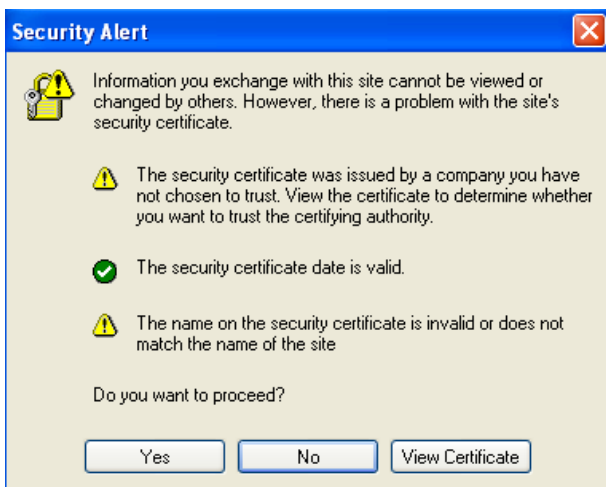 Security Alert
Information you exchange with this site cannot be viewed or
changed by others. However, there is a problem with the site's
security certificate.
The security certificate was issued by a company you have
not chosen to trust. View the certificate to determine whether
you want to trust the certifying authority.
The security certificate date is valid.
The name on the security certificate is invalid or does not
match the name of the site
Do you want to proceed?
Yes No View Certificate